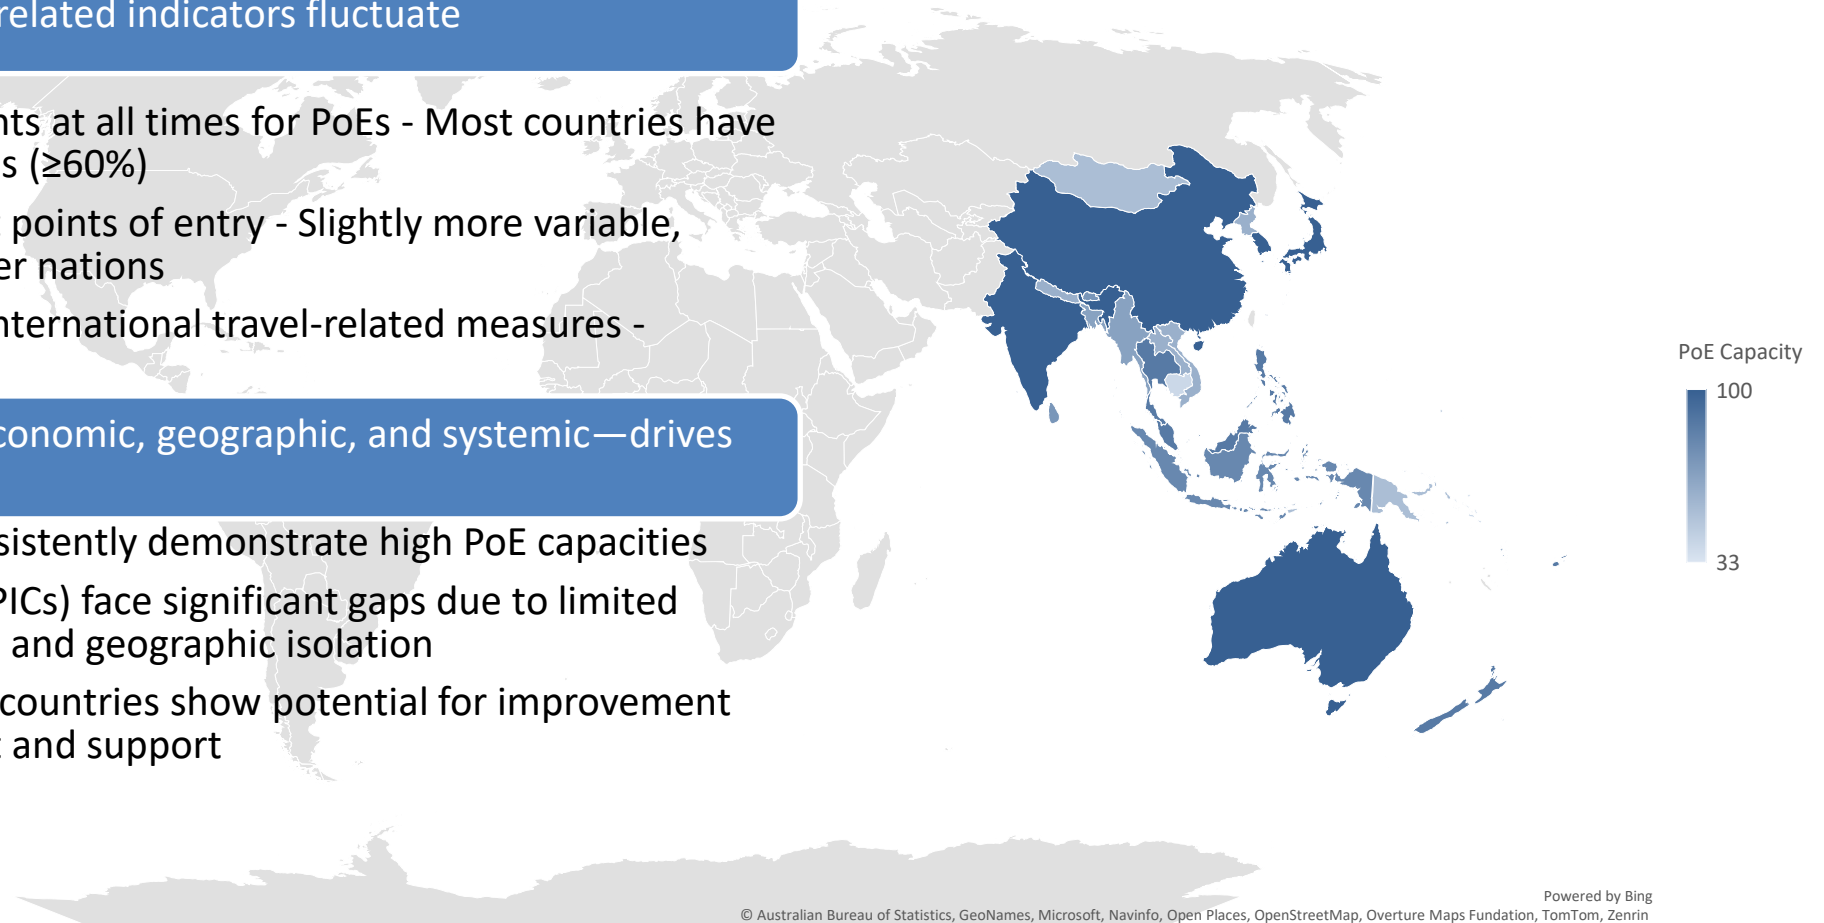 related indicators fluctuate
nts at all times for PoEs - Most countries have
s (≥60%)
points of entry - Slightly more variable,
er nations
nternational travel-related measures -
conomic, geographic, and systemic—drives
sistently demonstrate high PoE capacities
PICs) face significant gaps due to limited
and geographic isolation
countries show potential for improvement
and support
PoE Capacity
100
33
Powered by Bing
© Australian Bureau of Statistics, GeoNames, Microsoft, Navinfo, Open Places, OpenStreetMap, Overture Maps Fundation, TomTom, Zenrin